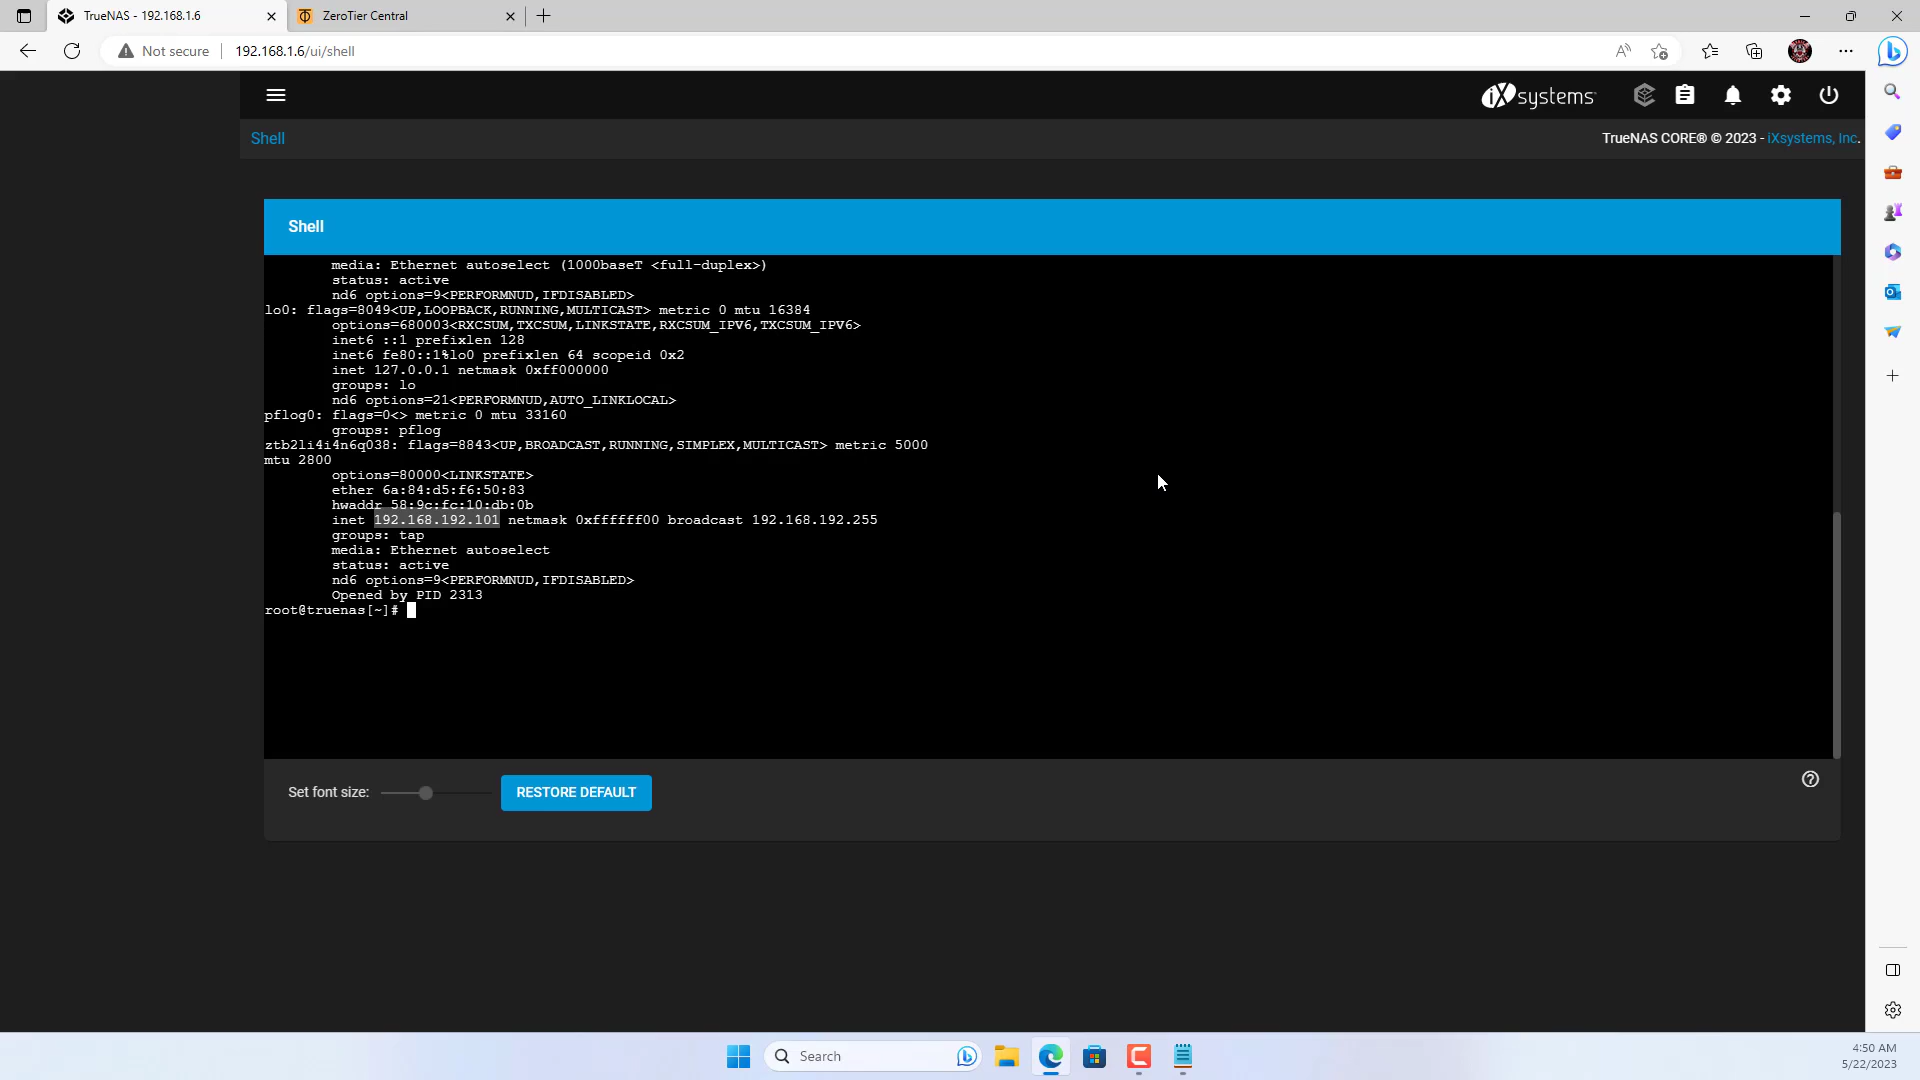 TrueNAS - 192.168.1.6
ZeroTier Central
Not secure
192.168.1.6/ui/shell
iXsystems
Shell
TrueNAS CORE® © 2023 - iXsystems, Inc.
Shell
media: Ethernet autoselect (1000baseT <full-duplex>)
status: active
nd6 options=9<PERFORMNUD,IFDISABLED>
lo0: flags=8049<UP,LOOPBACK,RUNNING,MULTICAST> metric 0 mtu 16384
options=680003<RXCSUM,TXCSUM,LINKSTATE,RXCSUM_IPV6,TXCSUM_IPV6>
inet6 ::1 prefixlen 128
inet6 fe80::1%lo0 prefixlen 64 scopeid 0x2
inet 127.0.0.1 netmask 0xff000000
groups: lo
nd6 options=21<PERFORMNUD,AUTO_LINKLOCAL>
pflog0: flags=0<> metric 0 mtu 33160
groups: pflog
ztb2li4i4n6q038: flags=8843<UP,BROADCAST,RUNNING,SIMPLEX,MULTICAST> metric 5000
mtu 2800
options=80000<LINKSTATE>
ether 6a:84:d5:f6:50:83
hwaddr 58:9c:fc:10:db:0b
inet 192.168.192.101 netmask 0xffffff00 broadcast 192.168.192.255
groups: tap
media: Ethernet autoselect
status: active
nd6 options=9<PERFORMNUD,IFDISABLED>
Opened by PID 2313
root@truenas[~]#
Set font size:
RESTORE DEFAULT
Search
4:50 AM
5/22/2023